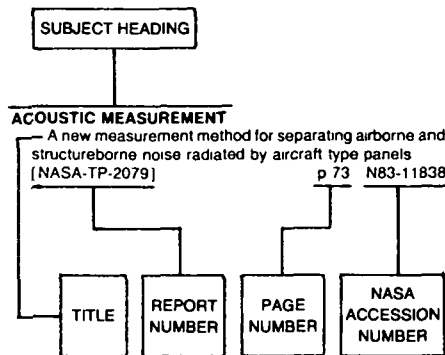 SUBJECT HEADING
ACOUSTIC MEASUREMENT
A new measurement method for separating airborne and
structureborne noise radiated by aircraft type panels
[NASA-TP-2079] p 73 N83-11838
TITLE
REPORT
NUMBER
PAGE
NUMBER
NASA
ACCESSION
NUMBER